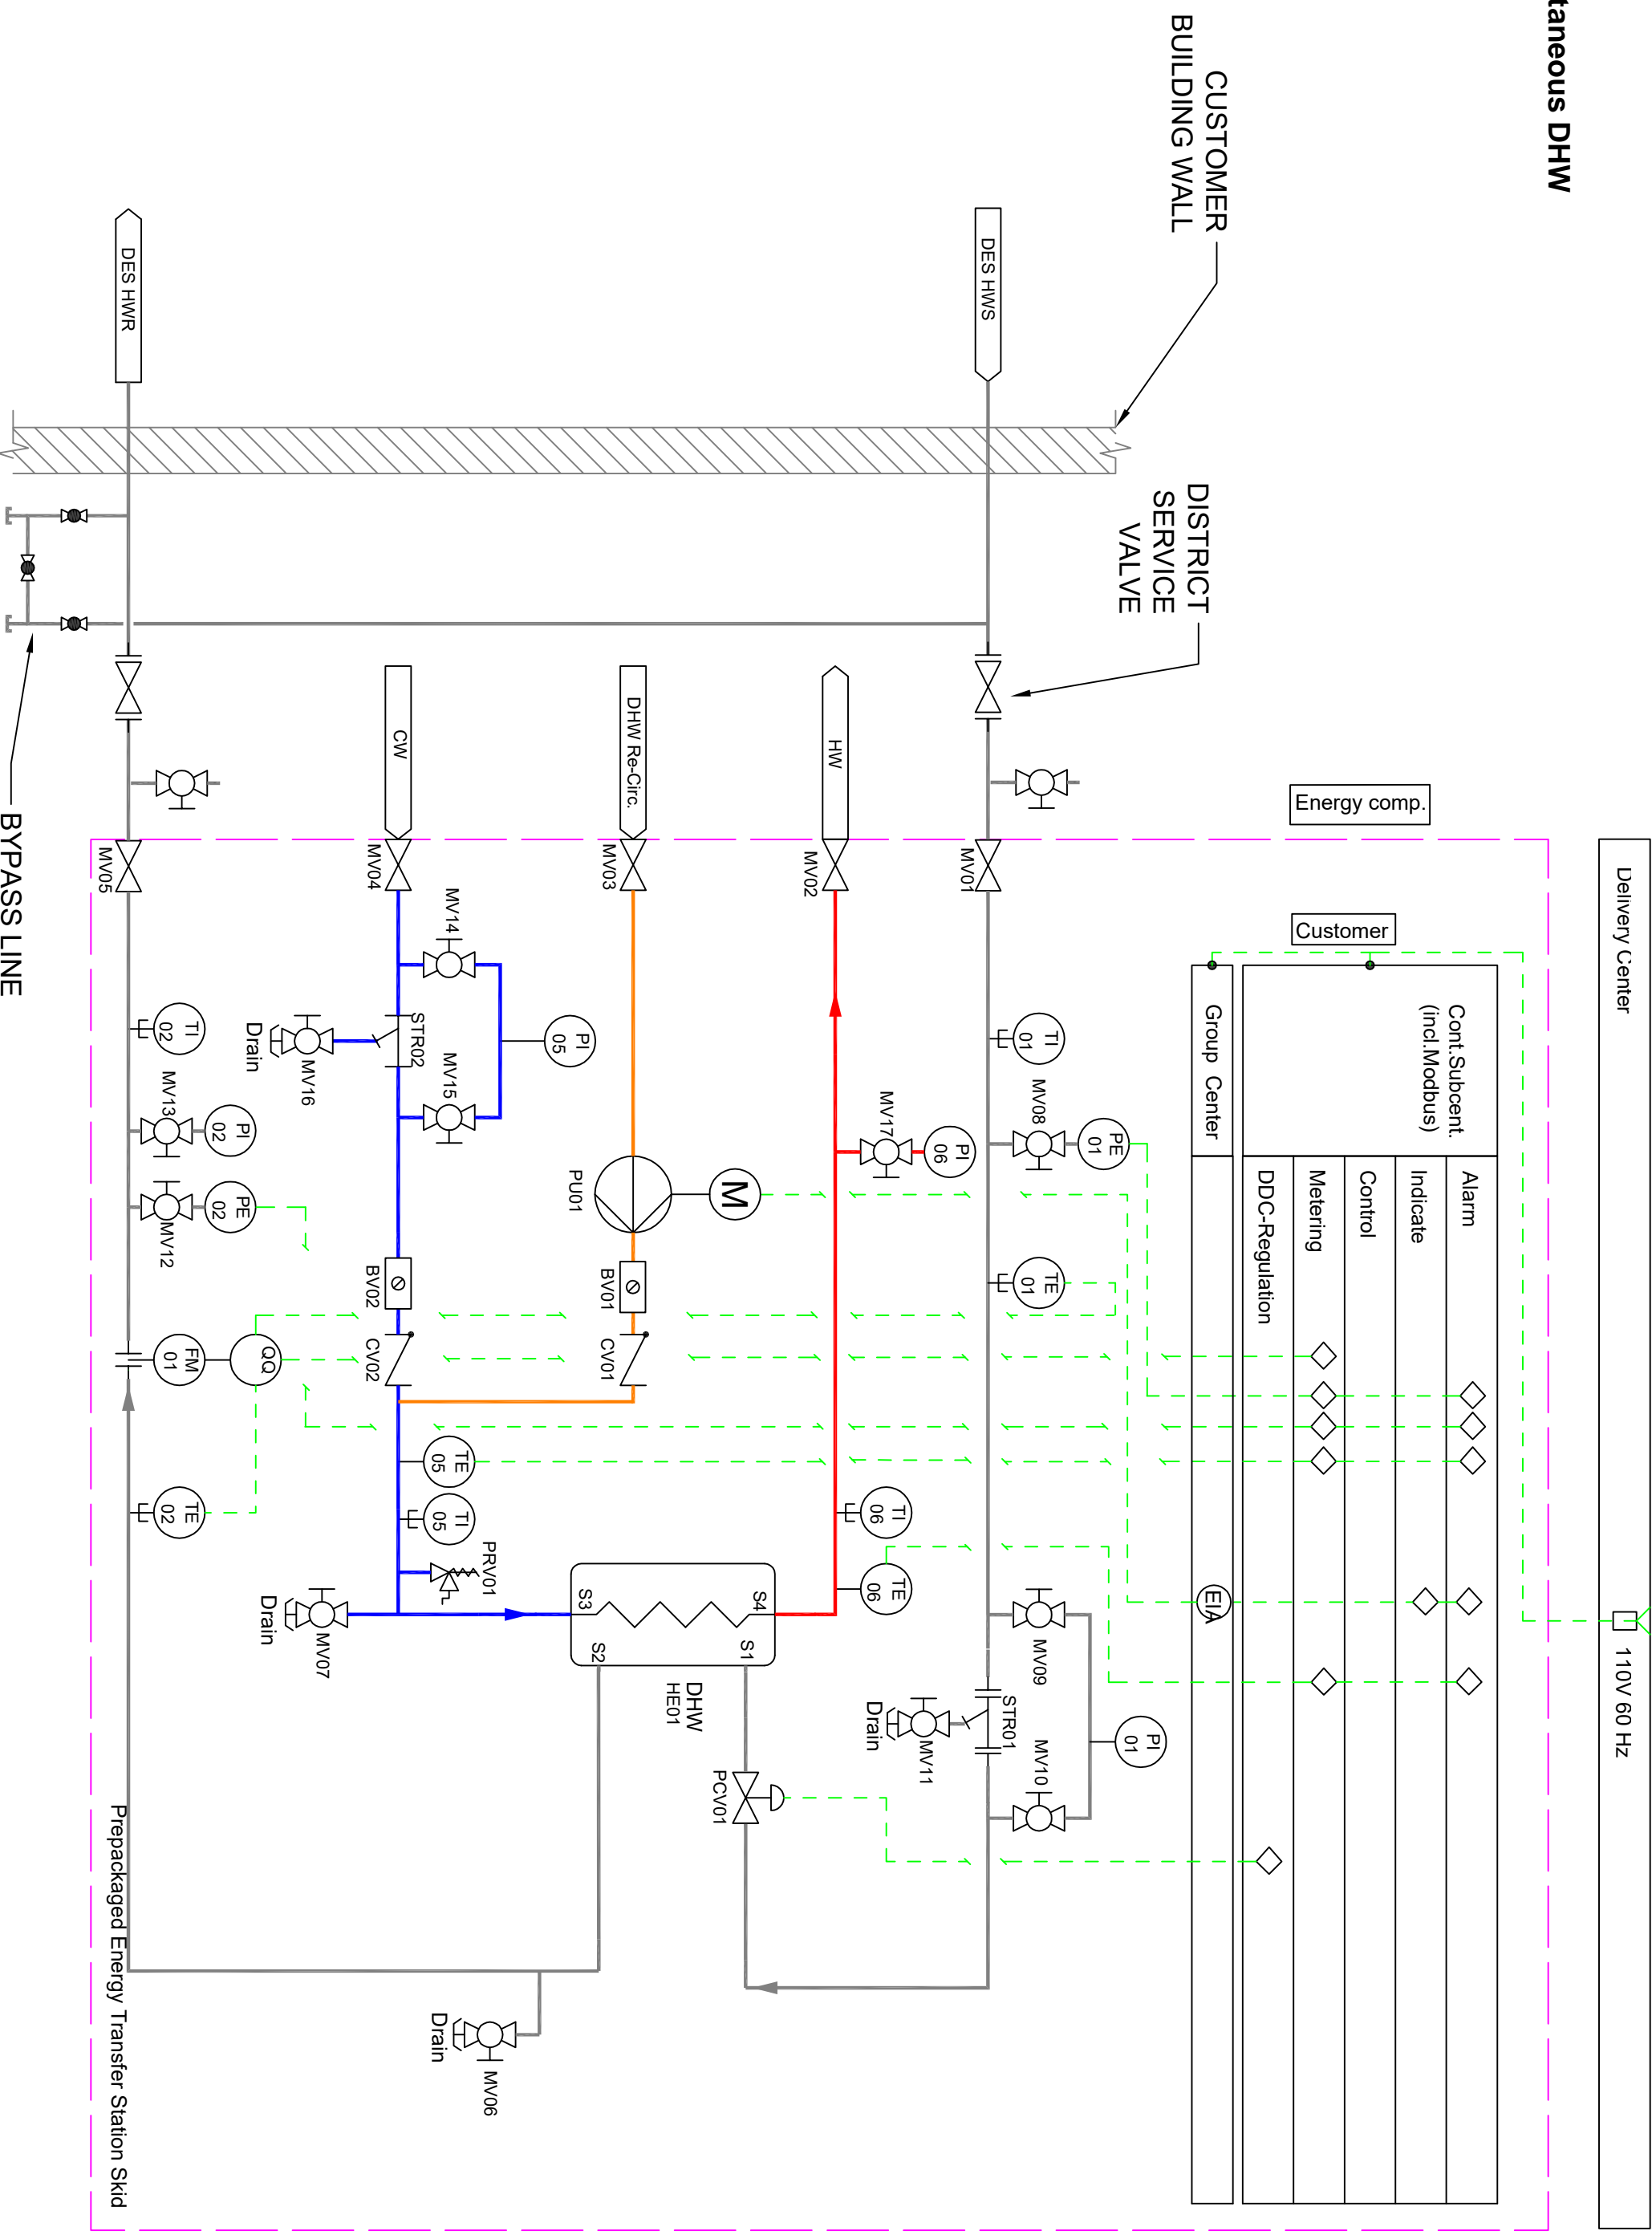 taneous DHW
Delivery Center
110V 60 Hz
Energy comp.
Customer
Cont.Subcent.
(incl.Modbus)
Group Center
Alarm
Indicate
Control
Metering
DDC-Regulation
EIA
CUSTOMER
BUILDING WALL
DISTRICT
SERVICE
VALVE
DES HWS
MV01
TI
01
MV08
PE
01
TE
01
MV09
PI
01
MV10
STR01
MV11
Drain
HW
MV02
MV17
PI
06
TI
06
TE
06
DHW Re-Circ.
MV03
PU01
M
BV01
CV01
S4
S1
S3
S2
DHW
HE01
PCV01
CW
MV04
MV14
STR02
MV15
PI
05
MV16
Drain
BV02
CV02
TE
05
TI
05
PRV01
MV07
Drain
MV06
Drain
DES HWR
MV05
TI
02
MV13
PI
02
MV12
PE
02
FM
01
QQ
TE
02
BYPASS LINE
Prepackaged Energy Transfer Station Skid